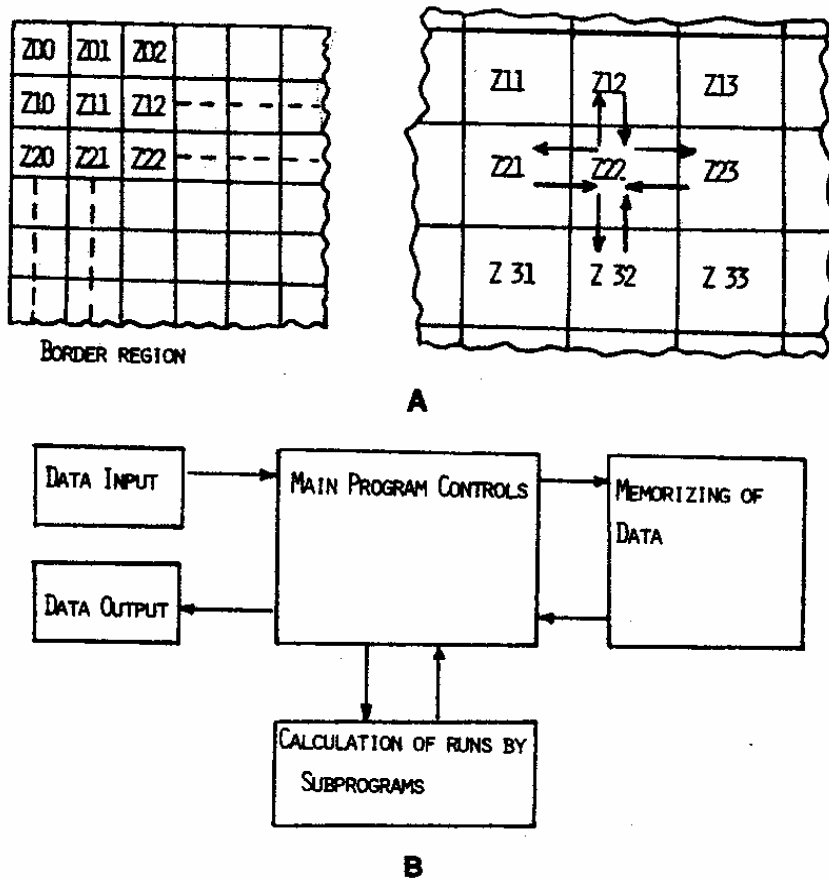 Z00 Z01 Z02
Z10 Z11 Z12
Z20 Z21 Z22
BORDER REGION
Z11 Z12 Z13
Z21 Z22 Z23
Z 31 Z 32 Z 33
A
DATA INPUT
DATA OUTPUT
MAIN PROGRAM CONTROLS
MEMORIZING OF
DATA
CALCULATION OF RUNS BY
SUBPROGRAMS
B